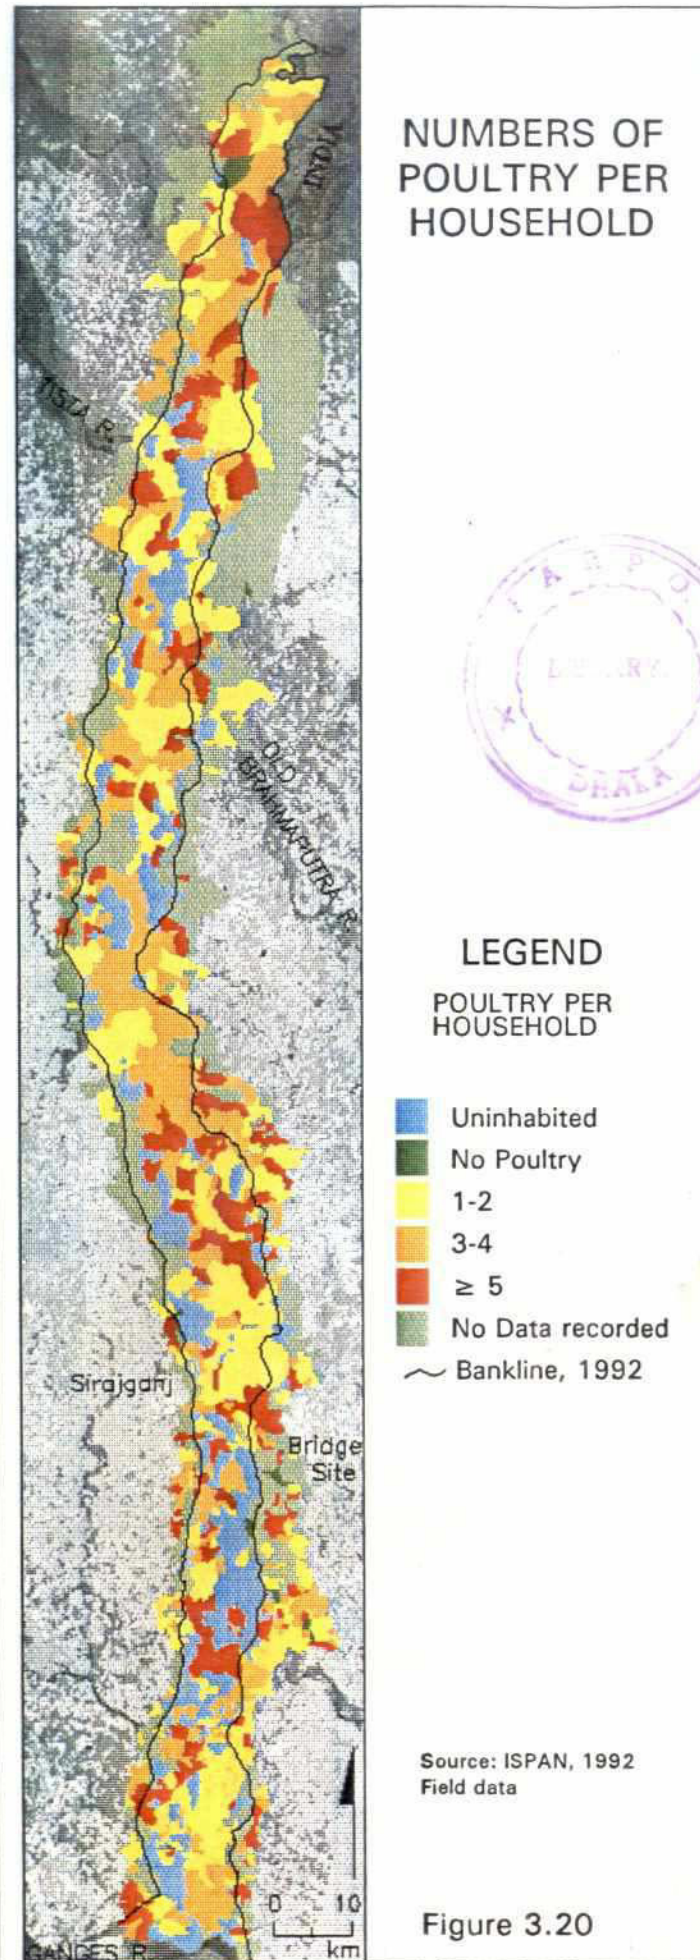 NUMBERS OF
POULTRY PER
HOUSEHOLD
INDIA
TISTA R.
OLD
BRAHMAPUTRA R.
DHAKA
LEGEND
POULTRY PER
HOUSEHOLD
Uninhabited
No Poultry
1-2
3-4
≥ 5
No Data recorded
Bankline, 1992
Sirajganj
Bridge
Site
Source: ISPAN, 1992
Field data
0 10
km
GANGES R.
Figure 3.20